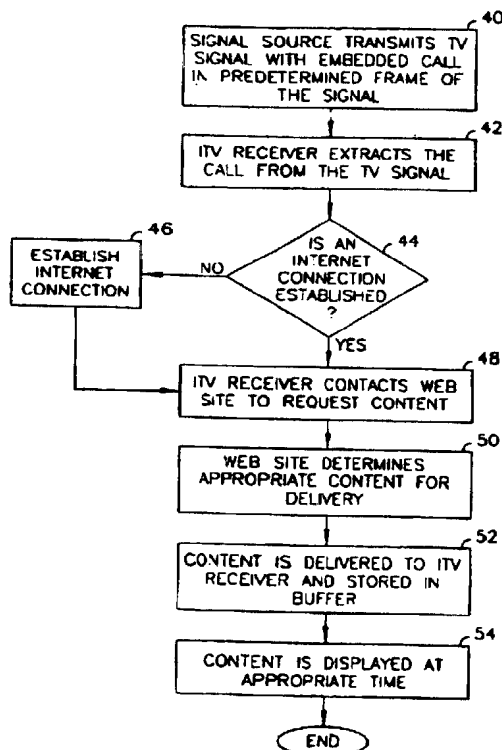 40
SIGNAL SOURCE TRANSMITS TV
SIGNAL WITH EMBEDDED CALL
IN PREDETERMINED FRAME OF
THE SIGNAL
42
ITV RECEIVER EXTRACTS THE
CALL FROM THE TV SIGNAL
44
IS AN
INTERNET
CONNECTION
ESTABLISHED
?
NO
46
ESTABLISH
INTERNET
CONNECTION
YES
48
ITV RECEIVER CONTACTS WEB
SITE TO REQUEST CONTENT
50
WEB SITE DETERMINES
APPROPRIATE CONTENT FOR
DELIVERY
52
CONTENT IS DELIVERED TO ITV
RECEIVER AND STORED IN
BUFFER
54
CONTENT IS DISPLAYED AT
APPROPRIATE TIME
END